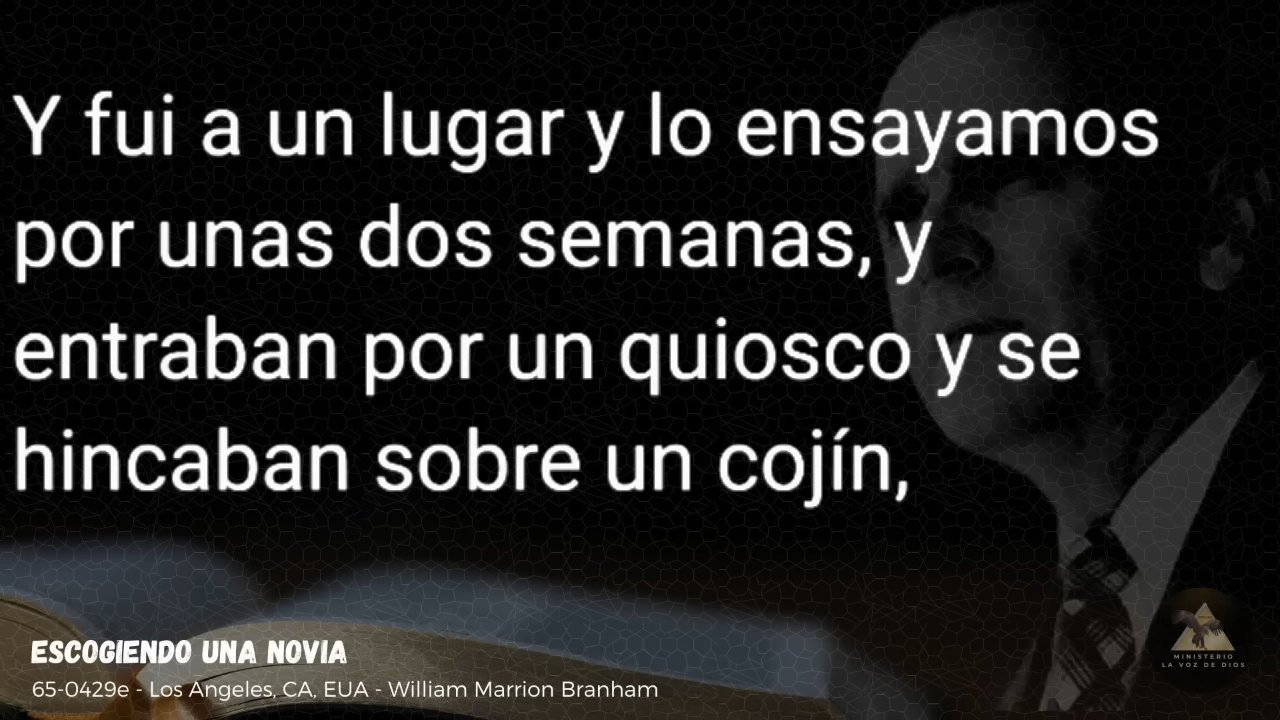 Y fui a un lugar y lo ensayamos
por unas dos semanas, y
entraban por un quiosco y se
hincaban sobre un cojín,
ESCOGIENDO UNA NOVIA
65-0429e - Los Angeles, CA, EUA - William Marrion Branham
MINISTERIO
LA VOZ DE DIOS